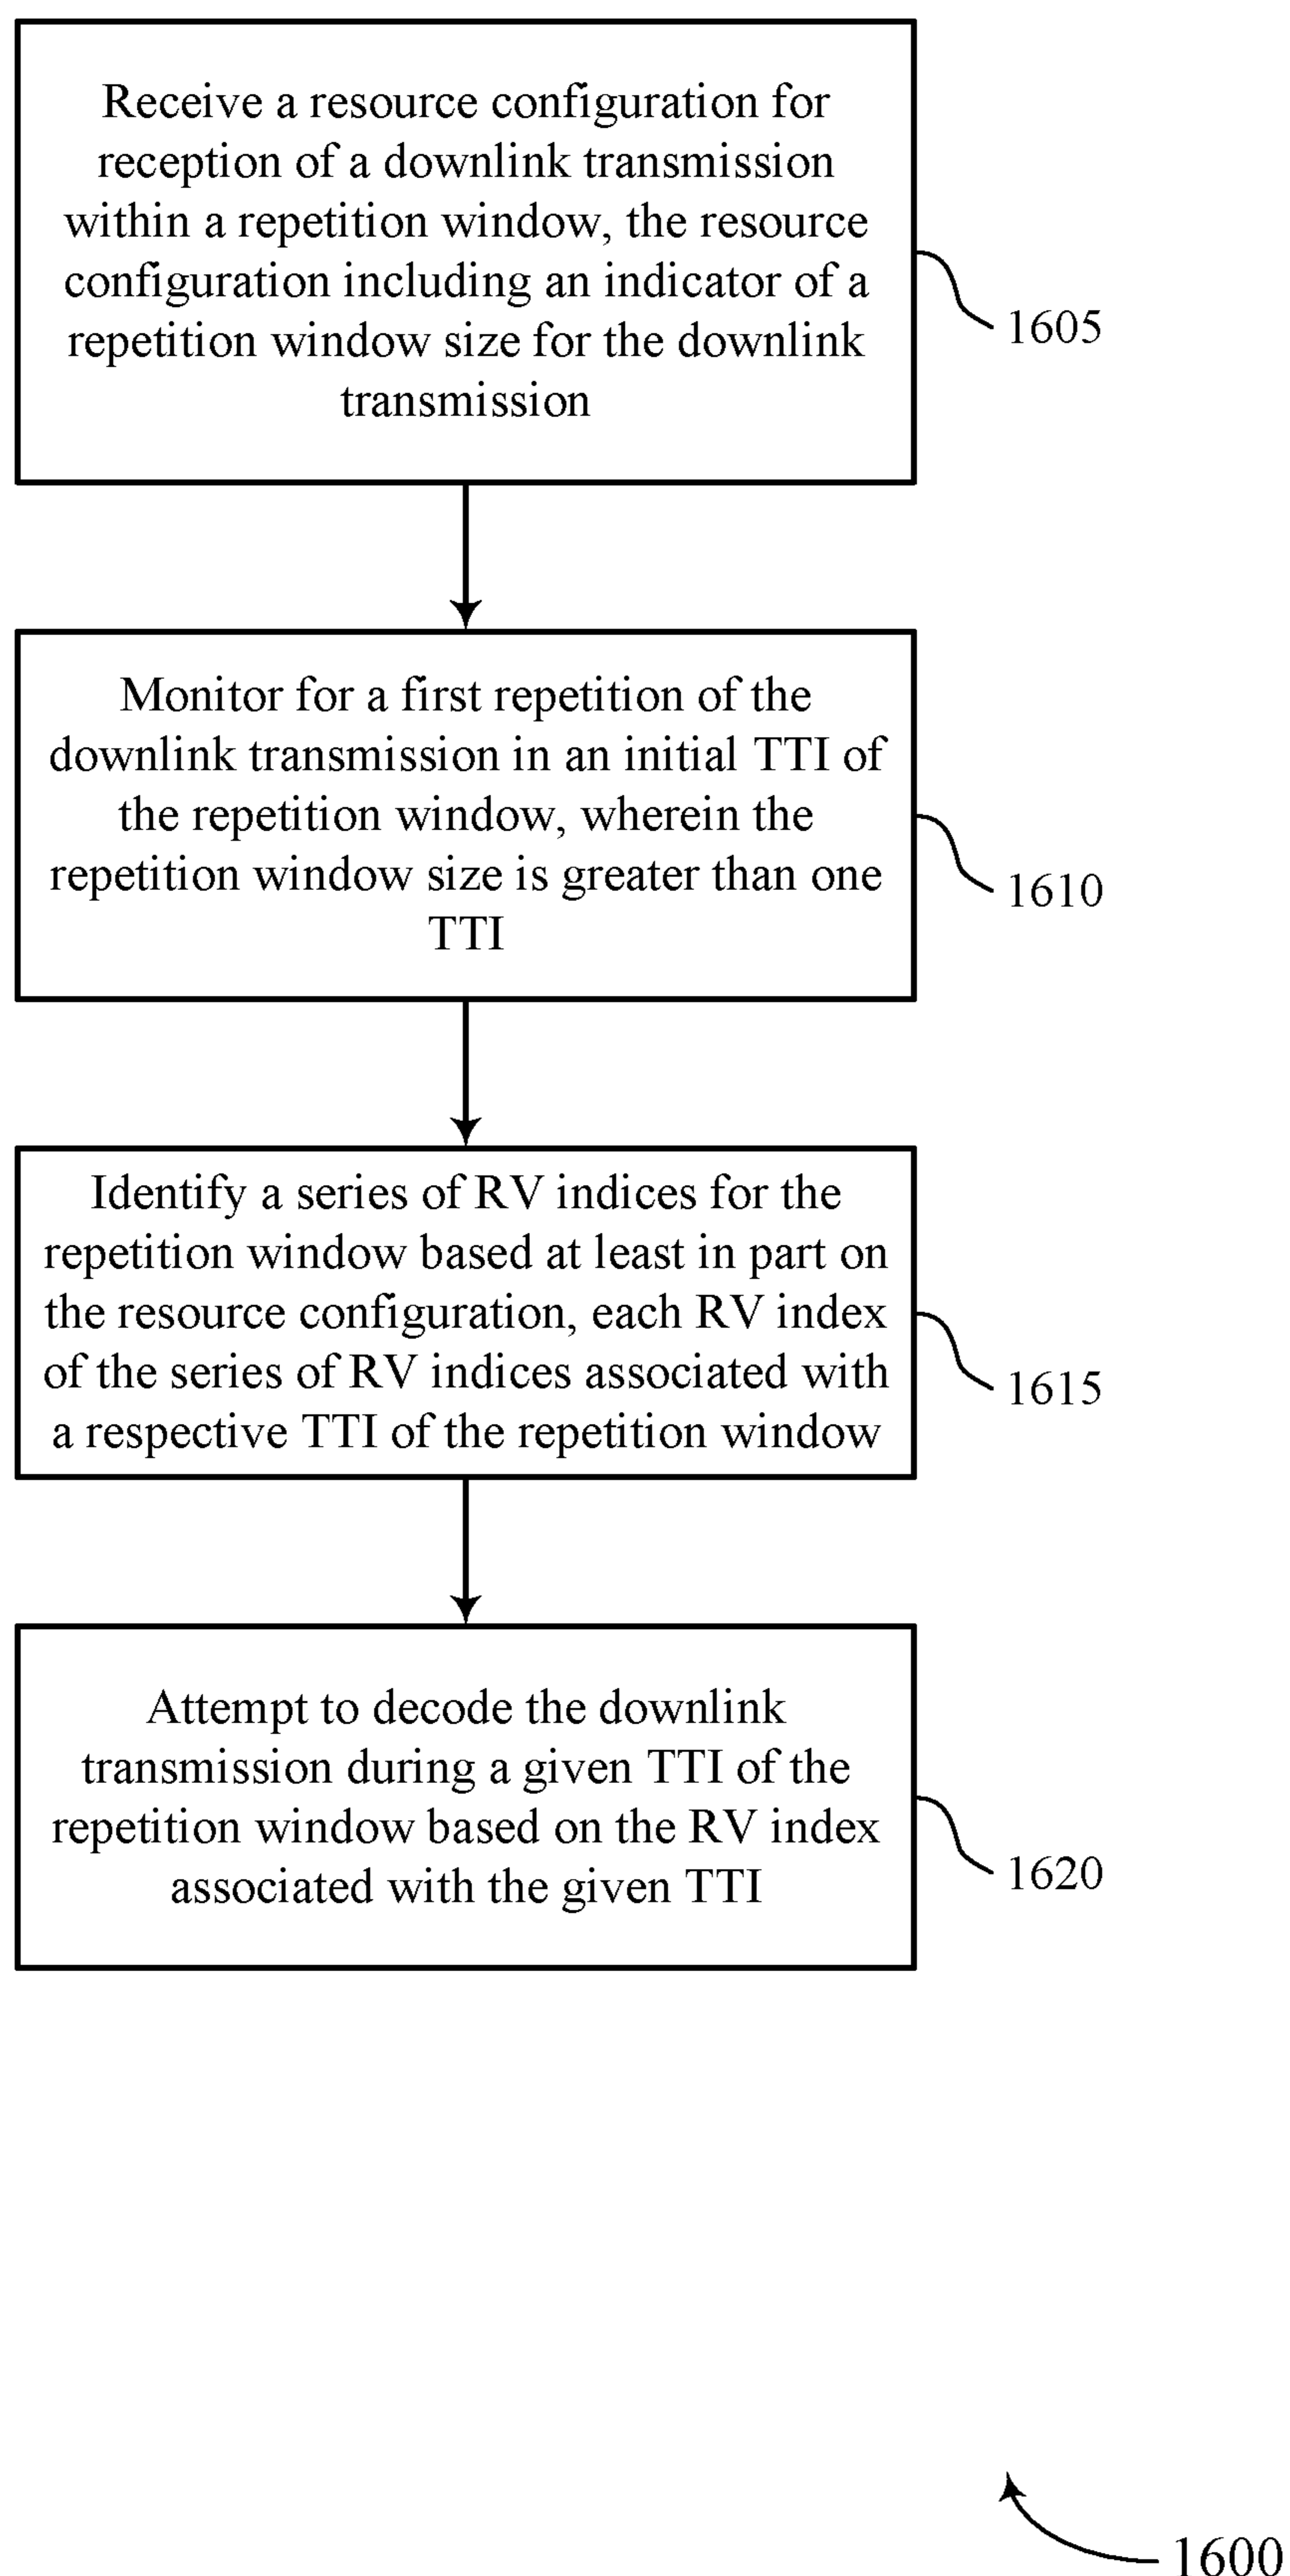 Receive a resource configuration for
reception of a downlink transmission
within a repetition window, the resource
configuration including an indicator of a
repetition window size for the downlink
transmission
1605
Monitor for a first repetition of the
downlink transmission in an initial TTI of
the repetition window, wherein the
repetition window size is greater than one
TTI
1610
Identify a series of RV indices for the
repetition window based at least in part on
the resource configuration, each RV index
of the series of RV indices associated with
a respective TTI of the repetition window
1615
Attempt to decode the downlink
transmission during a given TTI of the
repetition window based on the RV index
associated with the given TTI
1620
1600